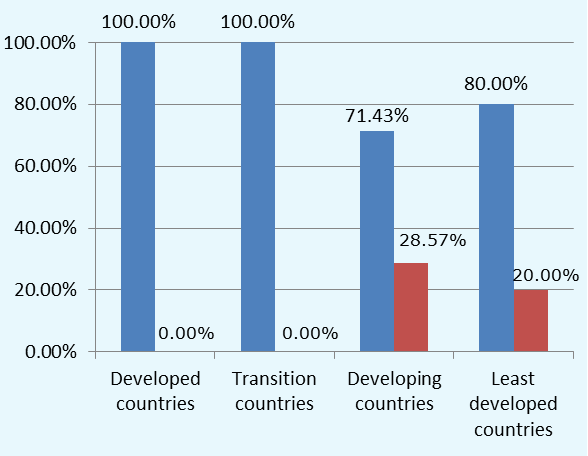 100.00%
100.00%
100.00%
80.00%
80.00%
71.43%
60.00%
40.00%
28.57%
20.00%
20.00%
0.00%
0.00%
0.00%
Developed
countries
Transition
countries
Developing
countries
Least
developed
countries